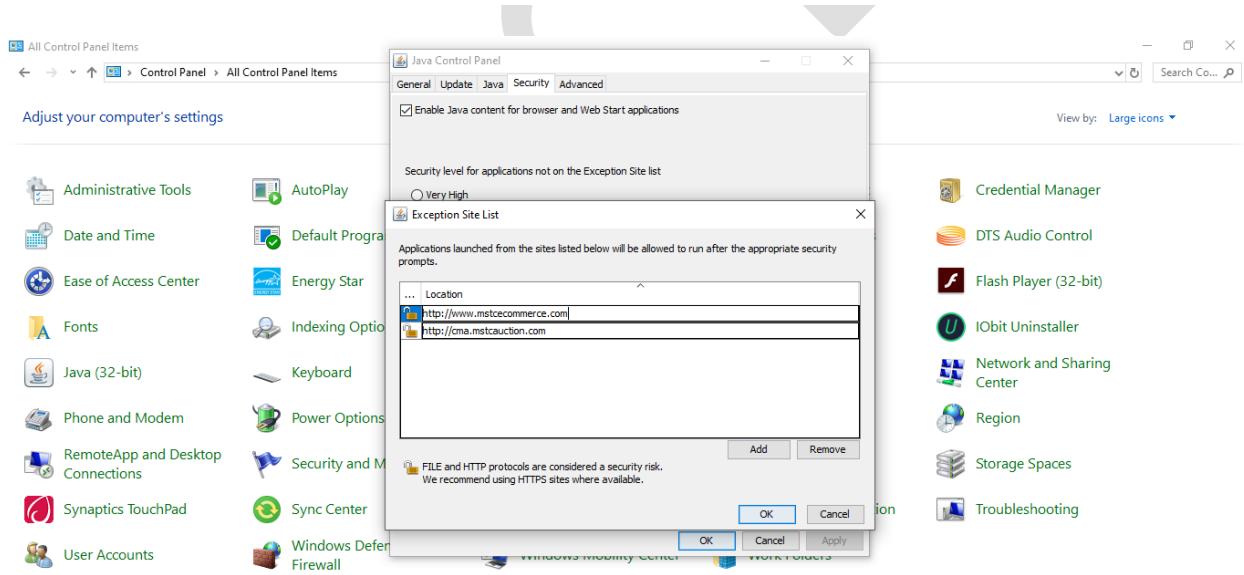 All Control Panel Items
Control Panel > All Control Panel Items
Search Co...
Adjust your computer's settings
View by: Large icons
Administrative Tools
AutoPlay
Credential Manager
Date and Time
Default Progra
DTS Audio Control
Ease of Access Center
Energy Star
Flash Player (32-bit)
Fonts
Indexing Optio
IObit Uninstaller
Java (32-bit)
Keyboard
Network and Sharing
Center
Phone and Modem
Power Options
Region
RemoteApp and Desktop
Connections
Security and M
Storage Spaces
Synaptics TouchPad
Sync Center
ion
Troubleshooting
User Accounts
Windows Defer
Firewall
Windows Mobility Center
Work Folders
Java Control Panel
General Update Java Security Advanced
Enable Java content for browser and Web Start applications
Security level for applications not on the Exception Site list
Very High
Exception Site List
Applications launched from the sites listed below will be allowed to run after the appropriate security
prompts.
... Location
http://www.mstcecommerce.com
http://cma.mstcauction.com
Add Remove
FILE and HTTP protocols are considered a security risk.
We recommend using HTTPS sites where available.
OK Cancel
OK Cancel Apply